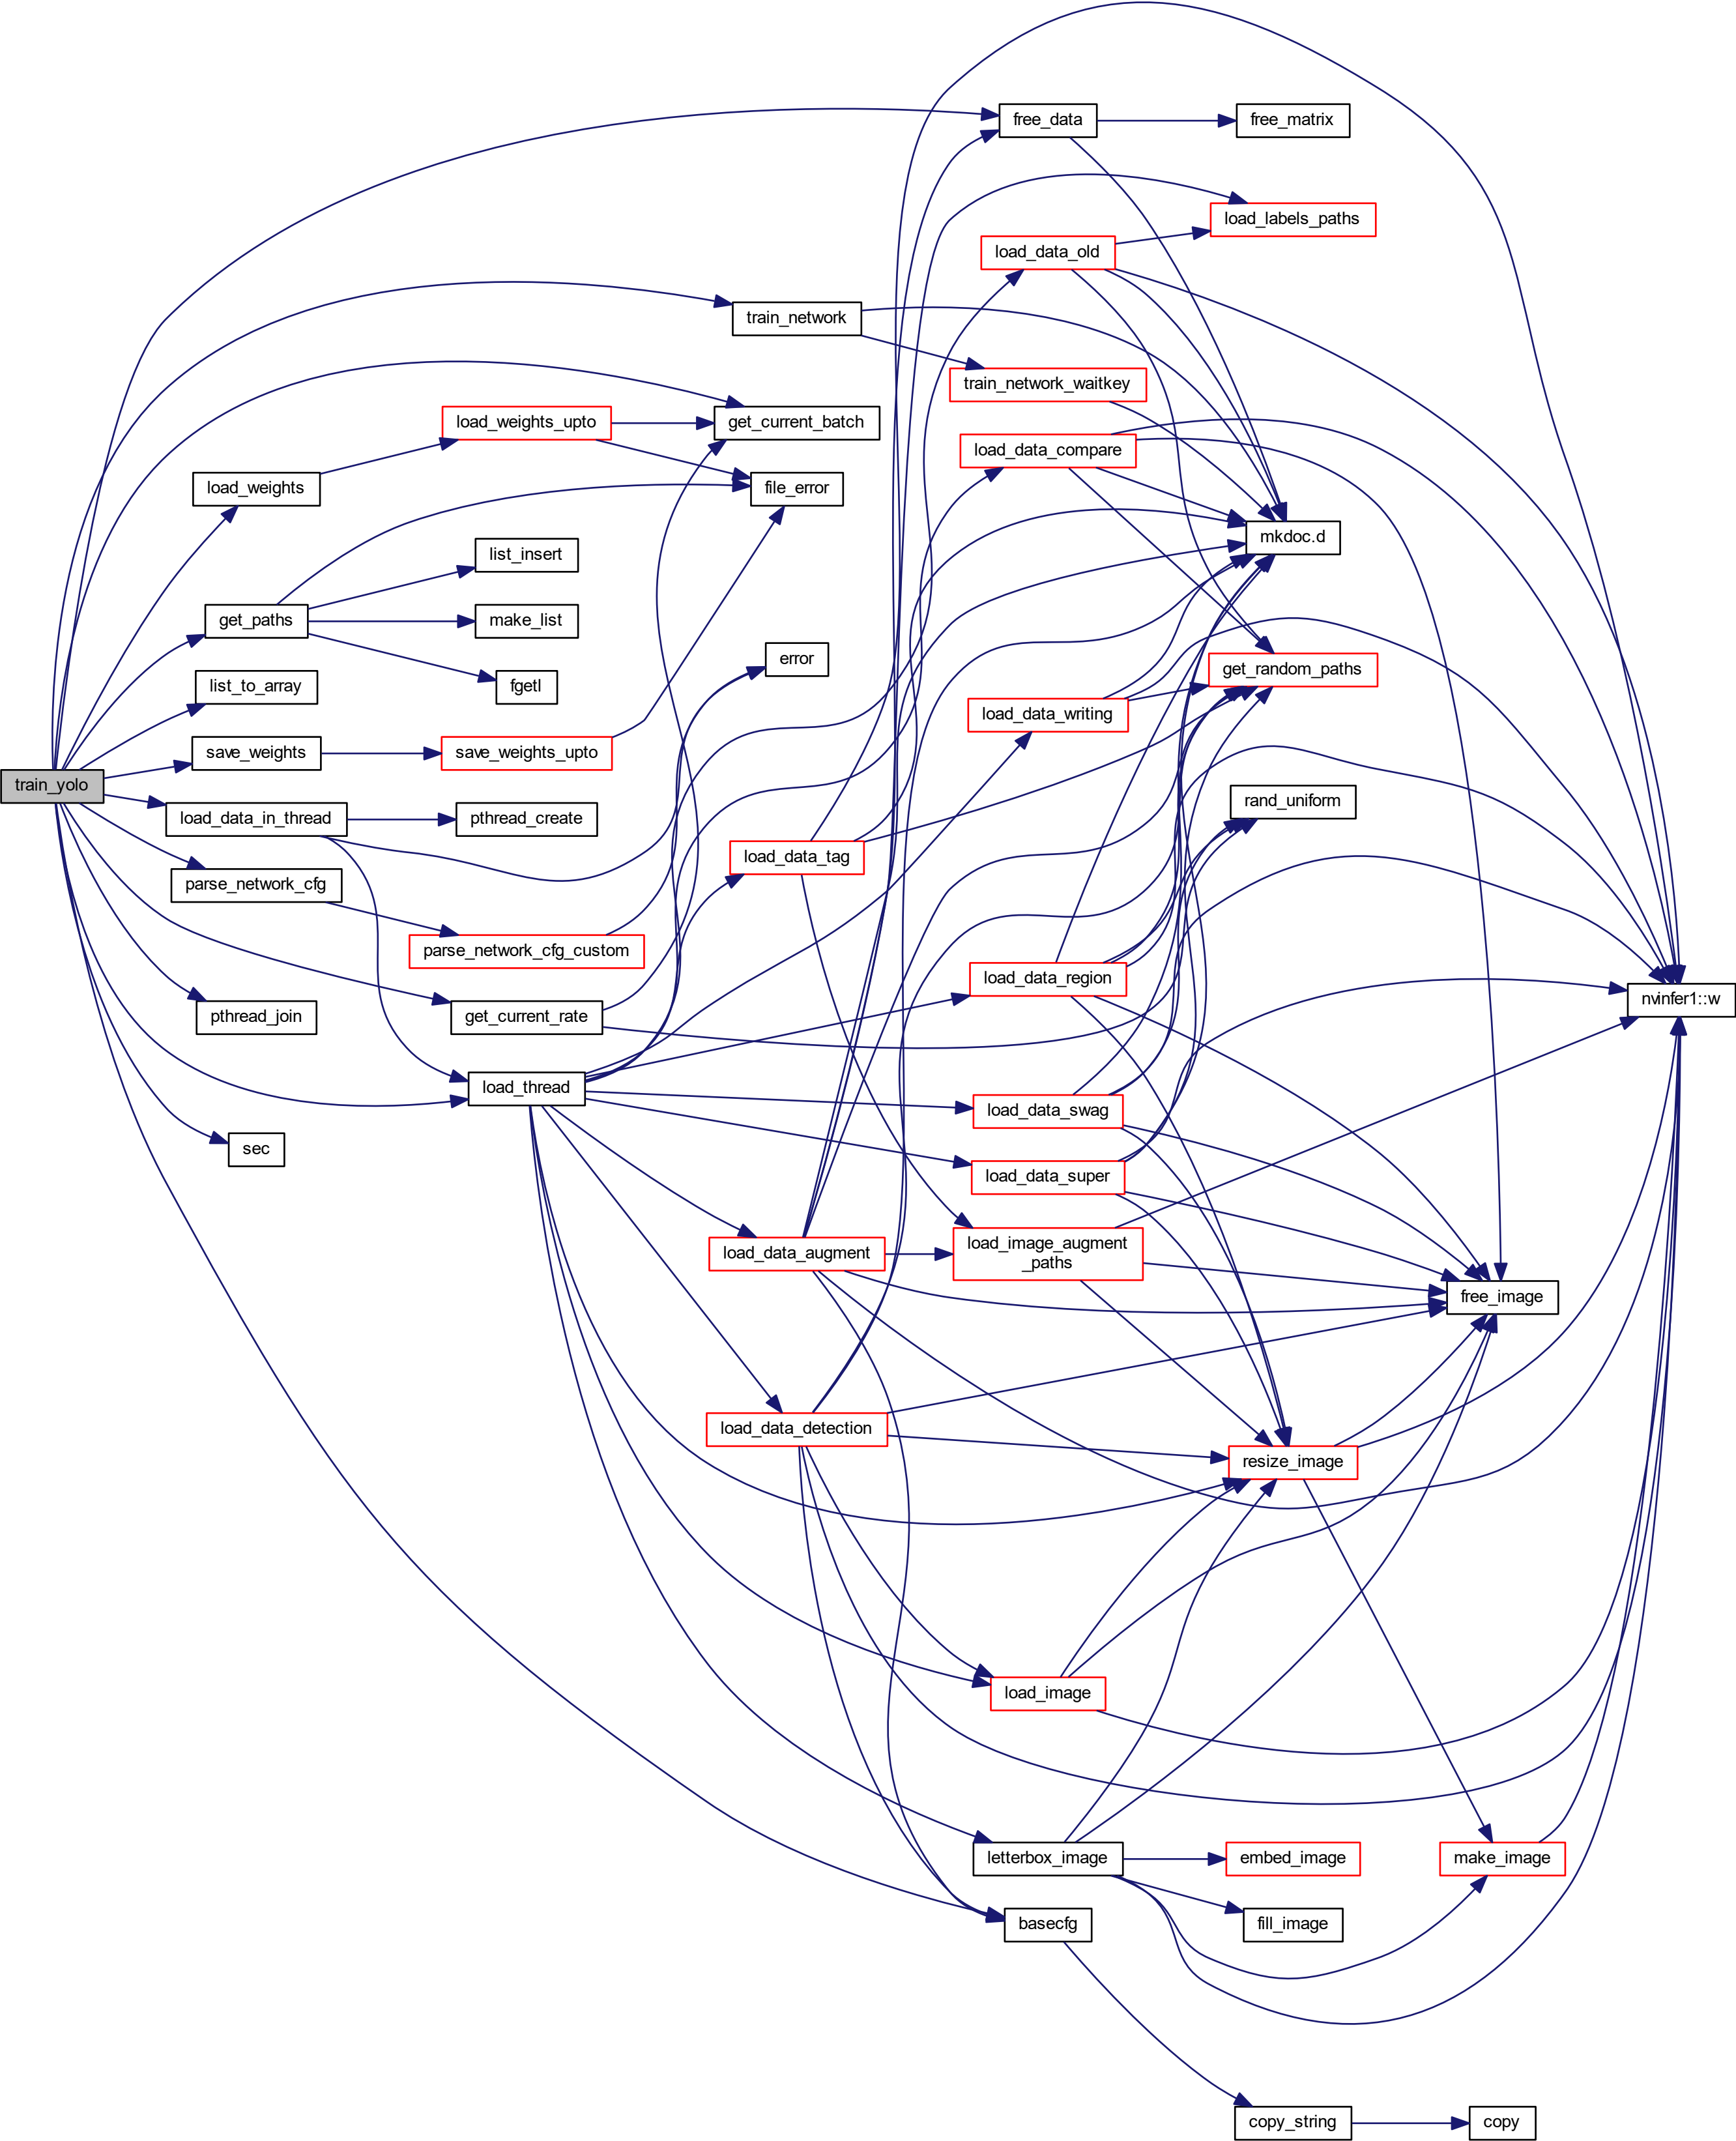 free_data
free_matrix
load_labels_paths
load_data_old
train_network
train_network_waitkey
load_weights_upto
get_current_batch
load_data_compare
load_weights
file_error
mkdoc.d
list_insert
get_paths
make_list
error
get_random_paths
list_to_array
fgetl
load_data_writing
save_weights
save_weights_upto
train_yolo
rand_uniform
load_data_in_thread
pthread_create
load_data_tag
parse_network_cfg
parse_network_cfg_custom
load_data_region
nvinfer1::w
pthread_join
get_current_rate
load_thread
load_data_swag
sec
load_data_super
load_data_augment
load_image_augment
_paths
free_image
load_data_detection
resize_image
load_image
letterbox_image
embed_image
make_image
basecfg
fill_image
copy_string
copy